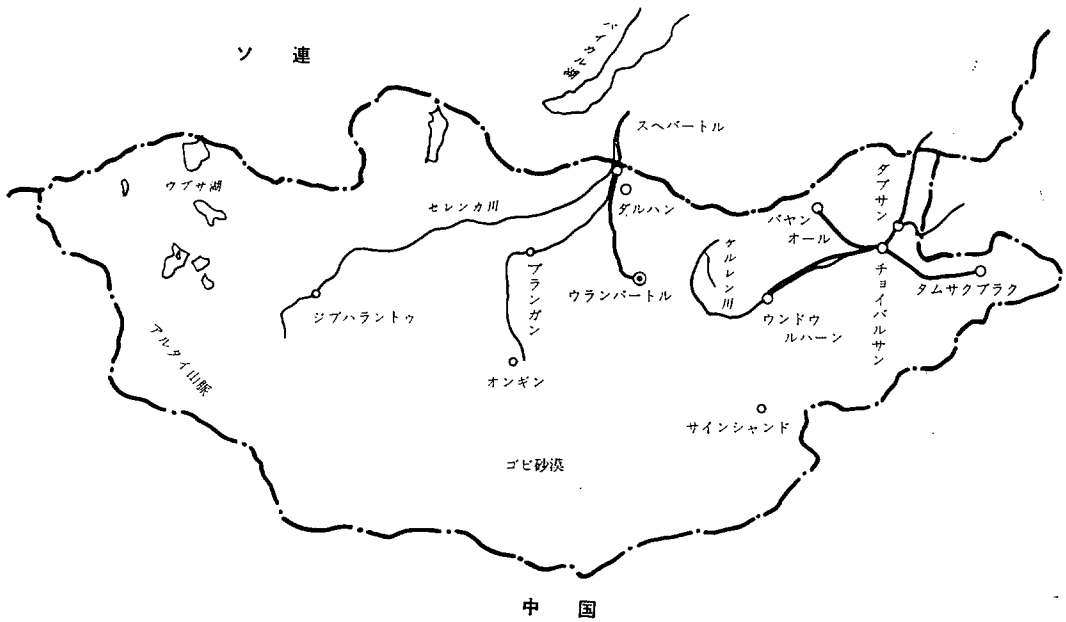 ソ連
バイカル湖
スヘバートル
ウブサ湖
セレンカ川
ダルハン
バヤン
オール
ダブサン
ケルレン川
ブランガン
ウランバートル
ジブハラントゥ
ウンドウ
ルハーン
チョイバルサン
タムサクブラク
アルタイ山脈
オンギン
サインシャンド
ゴビ砂漠
中国